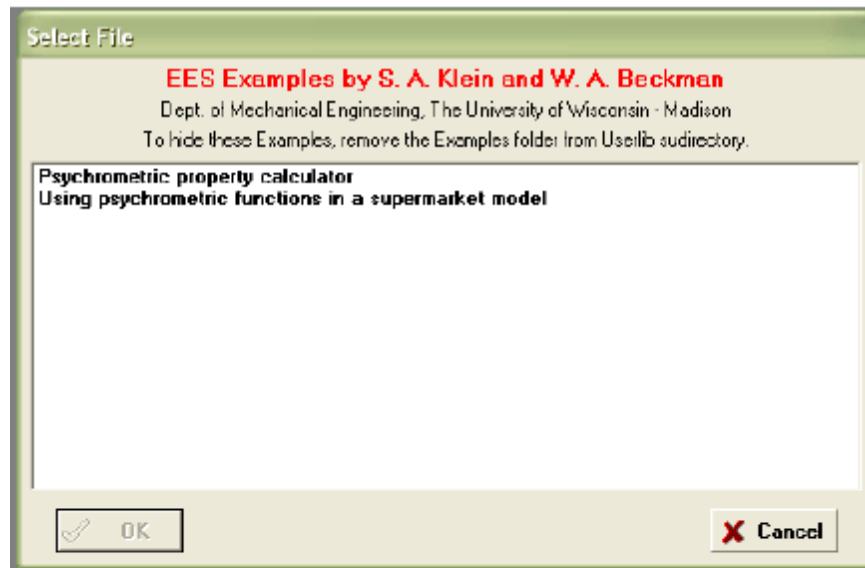 Select File
EES Examples by S. A. Klein and W. A. Beckman
Dept. of Mechanical Engineering, The University of Wisconsin - Madison
To hide these Examples, remove the Examples folder from Userlib sudirectory.
Psychrometric property calculator
Using psychrometric functions in a supermarket model
OK
Cancel